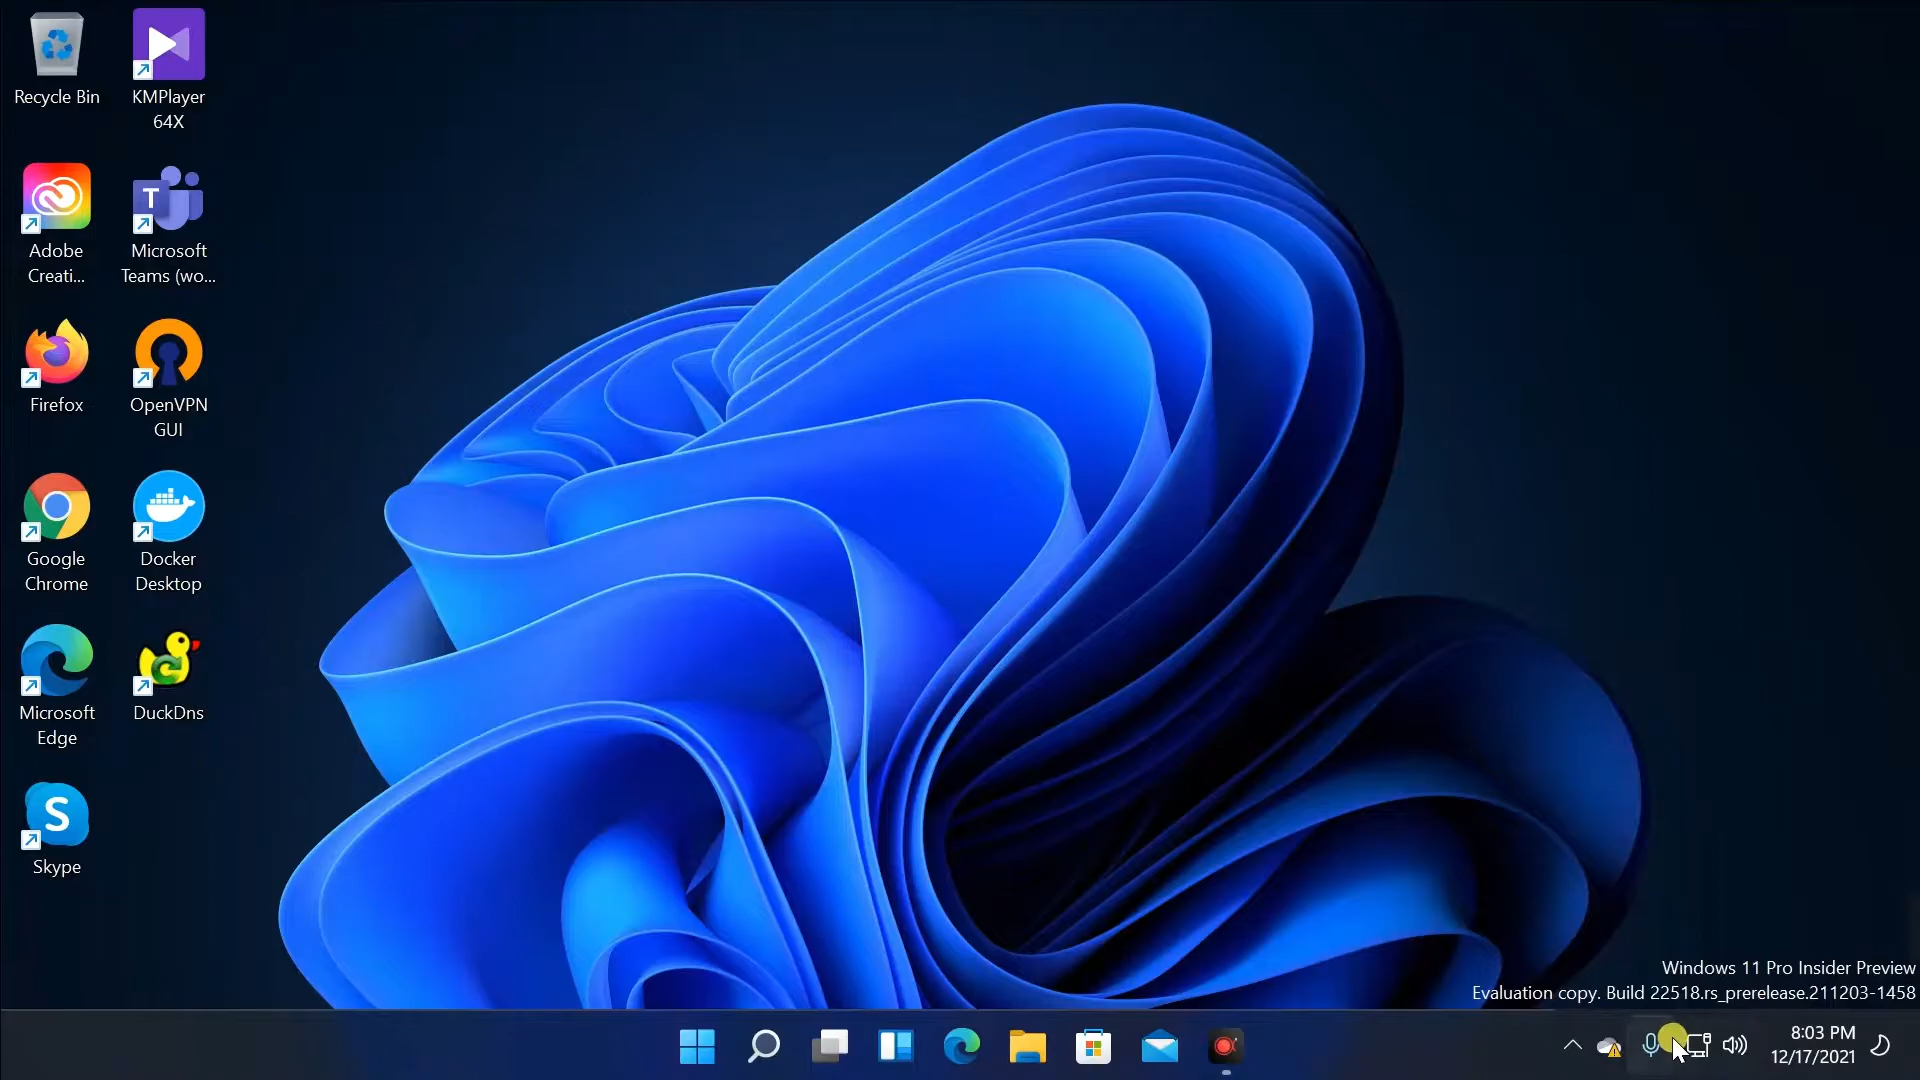 Recycle Bin
KMPlayer
64X
Adobe
Creati...
Microsoft
Teams (wo...
Firefox
OpenVPN
GUI
Google
Chrome
Docker
Desktop
Microsoft
Edge
DuckDns
Skype
Windows 11 Pro Insider Preview
Evaluation copy. Build 22518.rs_prerelease.211203-1458
8:03 PM
12/17/2021